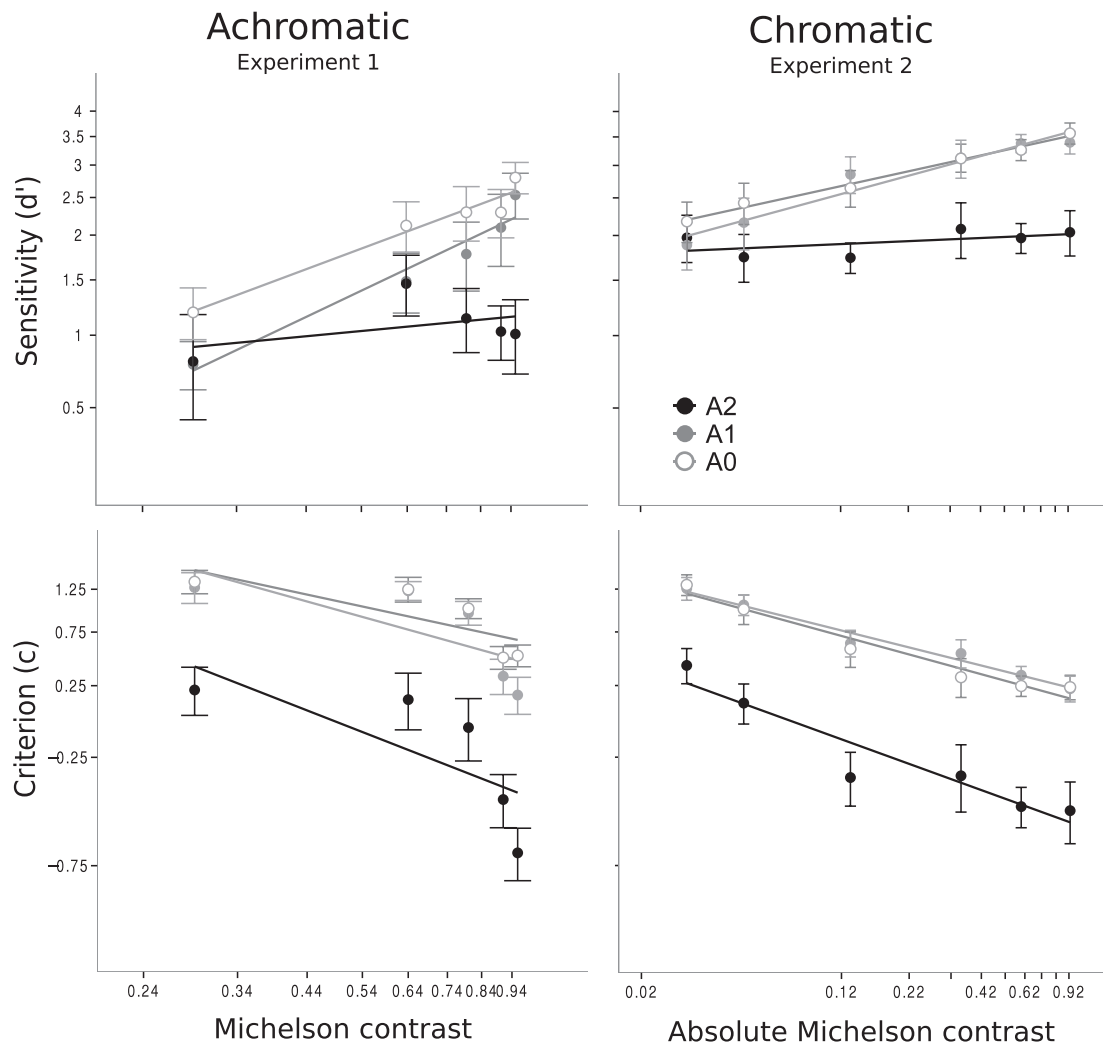 Achromatic
Experiment 1
Chromatic
Experiment 2
Sensitivity (d')
4
3.5
3
2.5
2
1.5
1
0.5
A2
A1
A0
Criterion (c)
1.25
0.75
0.25
−0.25
−0.75
0.24 0.34 0.44 0.54 0.64 0.74 0.84 0.94
Michelson contrast
0.02 0.12 0.22 0.42 0.62 0.92
Absolute Michelson contrast